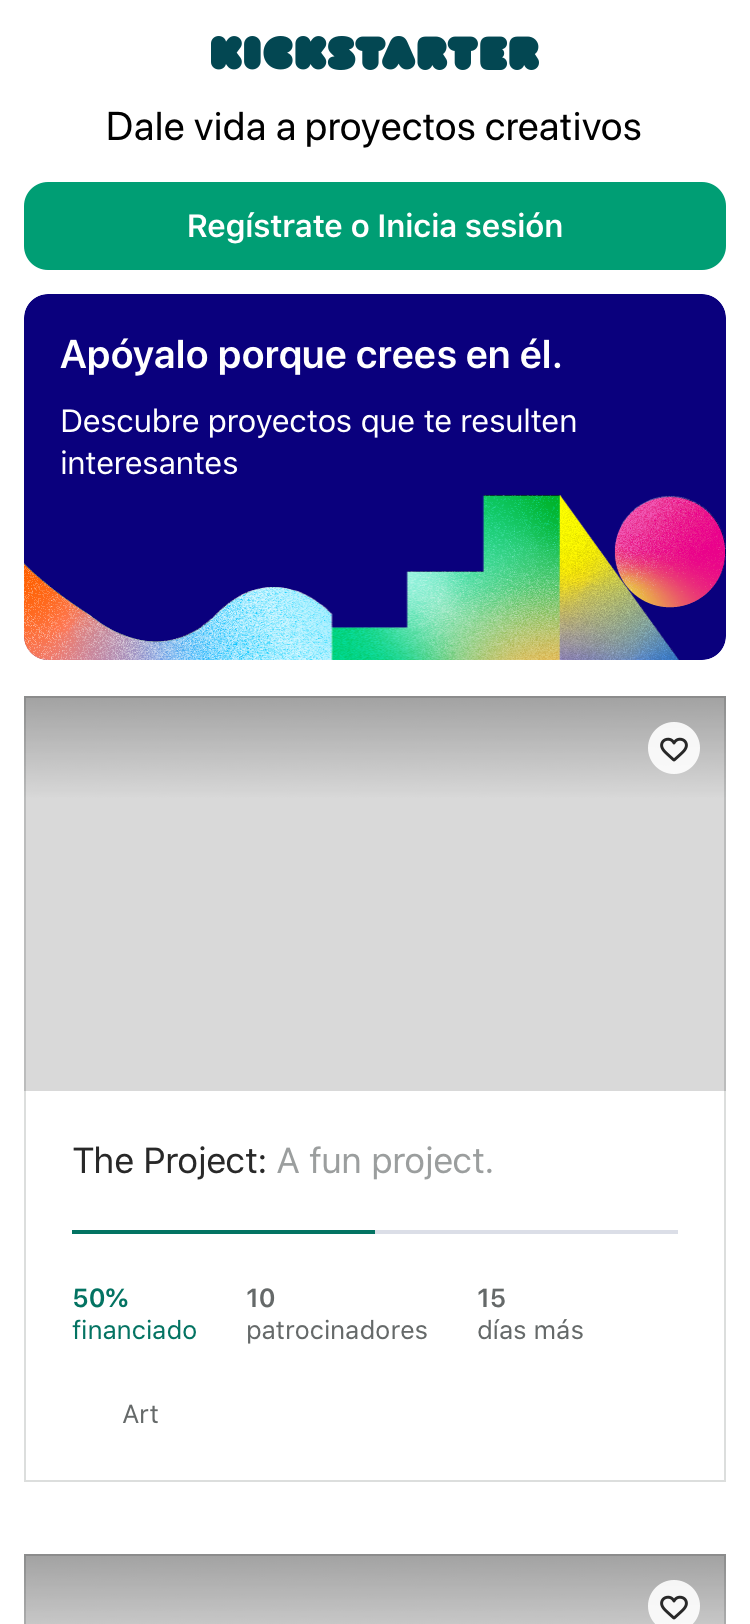 KICKSTARTER
Dale vida a proyectos creativos
Regístrate o Inicia sesión
Apóyalo porque crees en él.
Descubre proyectos que te resulten
interesantes
The Project: A fun project.
50%
financiado
10
patrocinadores
15
días más
Art